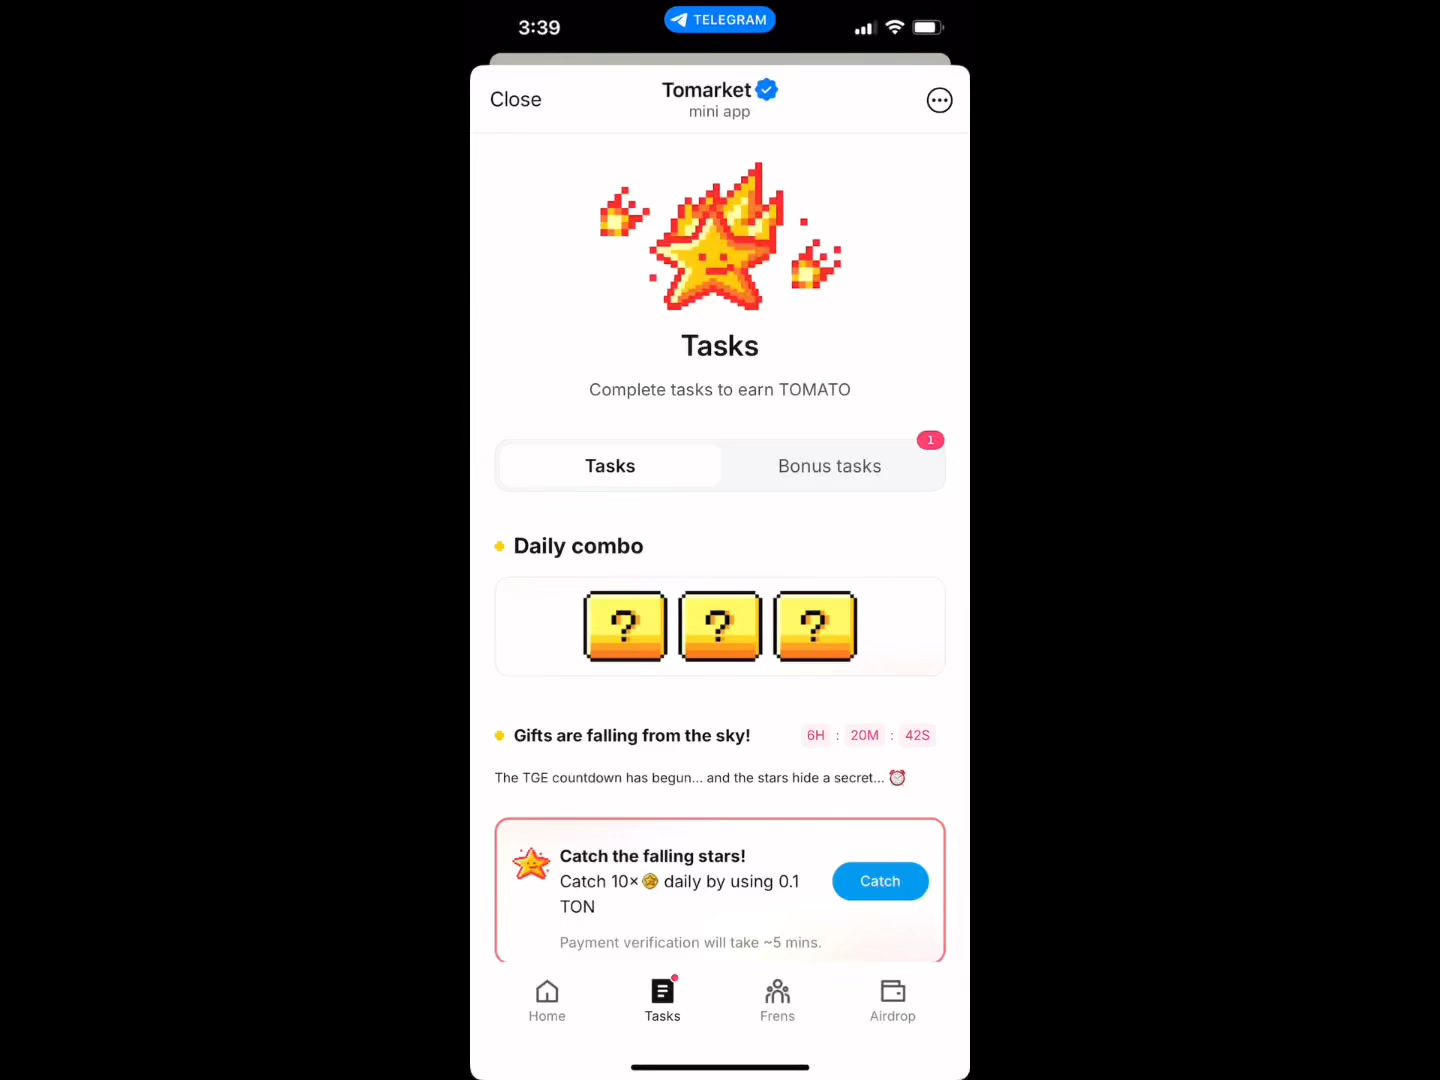 3:39
TELEGRAM
Close
Tomarket
mini app
Tasks
Complete tasks to earn TOMATO
1
Tasks
Bonus tasks
Daily combo
? ? ?
Gifts are falling from the sky!
6H : 20M : 42S
The TGE countdown has begun... and the stars hide a secret... ⏰
Catch the falling stars!
Catch 10× daily by using 0.1
TON
Catch
Payment verification will take ~5 mins.
Home
Tasks
Frens
Airdrop